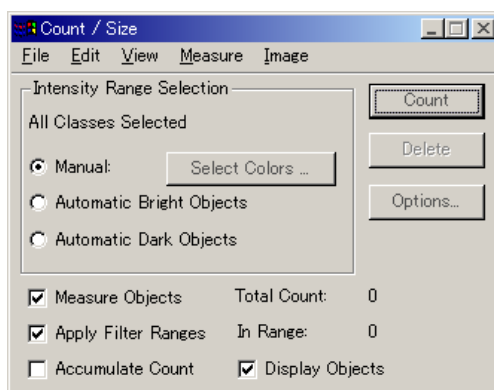 Count / Size
File Edit View Measure Image
Intensity Range Selection
All Classes Selected
Manual: Select Colors ...
Automatic Bright Objects
Automatic Dark Objects
Count
Delete
Options...
Measure Objects Total Count: 0
Apply Filter Ranges In Range: 0
Accumulate Count Display Objects